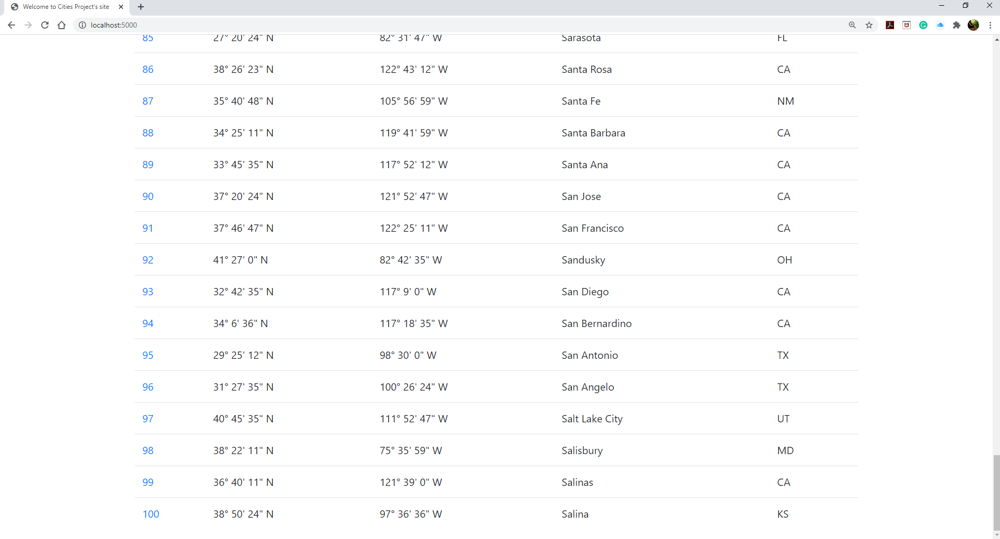 Welcome to Cities Project's site
localhost:5000
85 27° 20' 24" N 82° 31' 47" W Sarasota FL
86 38° 26' 23" N 122° 43' 12" W Santa Rosa CA
87 35° 40' 48" N 105° 56' 59" W Santa Fe NM
88 34° 25' 11" N 119° 41' 59" W Santa Barbara CA
89 33° 45' 35" N 117° 52' 12" W Santa Ana CA
90 37° 20' 24" N 121° 52' 47" W San Jose CA
91 37° 46' 47" N 122° 25' 11" W San Francisco CA
92 41° 27' 0" N 82° 42' 35" W Sandusky OH
93 32° 42' 35" N 117° 9' 0" W San Diego CA
94 34° 6' 36" N 117° 18' 35" W San Bernardino CA
95 29° 25' 12" N 98° 30' 0" W San Antonio TX
96 31° 27' 35" N 100° 26' 24" W San Angelo TX
97 40° 45' 35" N 111° 52' 47" W Salt Lake City UT
98 38° 22' 11" N 75° 35' 59" W Salisbury MD
99 36° 40' 11" N 121° 39' 0" W Salinas CA
100 38° 50' 24" N 97° 36' 36" W Salina KS